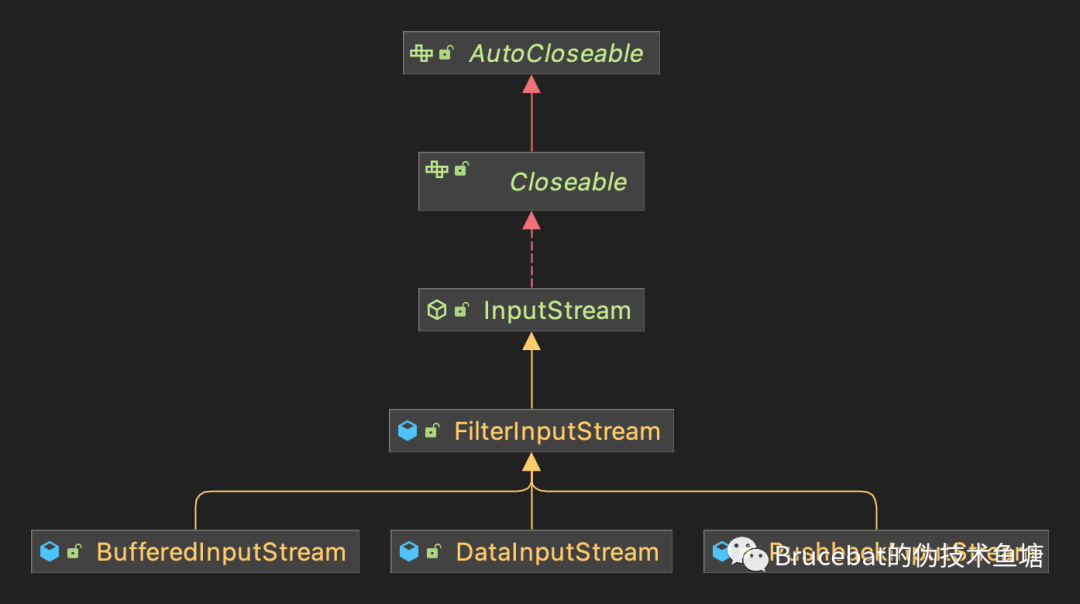 AutoCloseable
Closeable
InputStream
FilterInputStream
BufferedInputStream
DataInputStream
PushbackInputStream
Brucebat的伪技术鱼塘